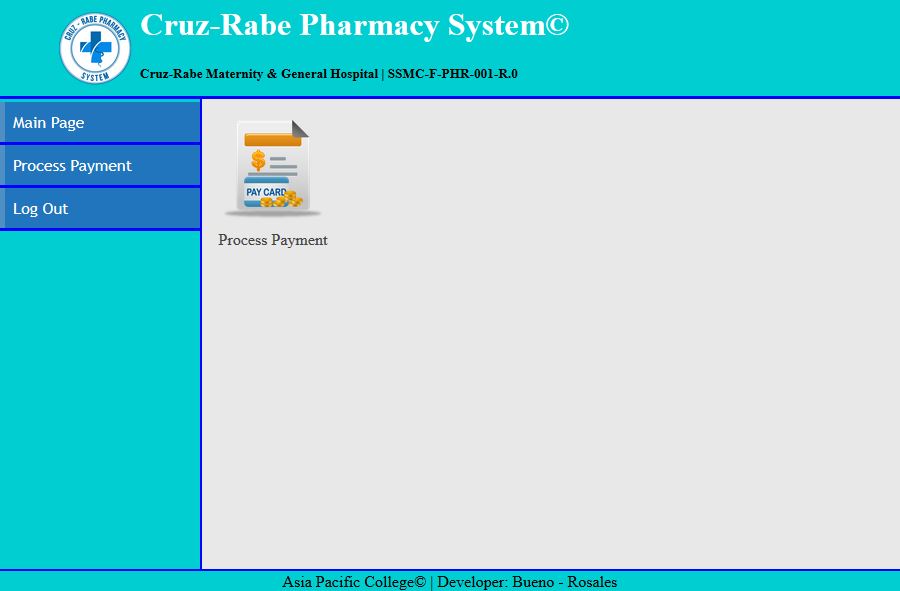 CRUZ - RABE PHARMACY
SYSTEM
Cruz-Rabe Pharmacy System©
Cruz-Rabe Maternity & General Hospital | SSMC-F-PHR-001-R.0
Main Page
Process Payment
Log Out
$
PAY CARD
Process Payment
Asia Pacific College© | Developer: Bueno - Rosales